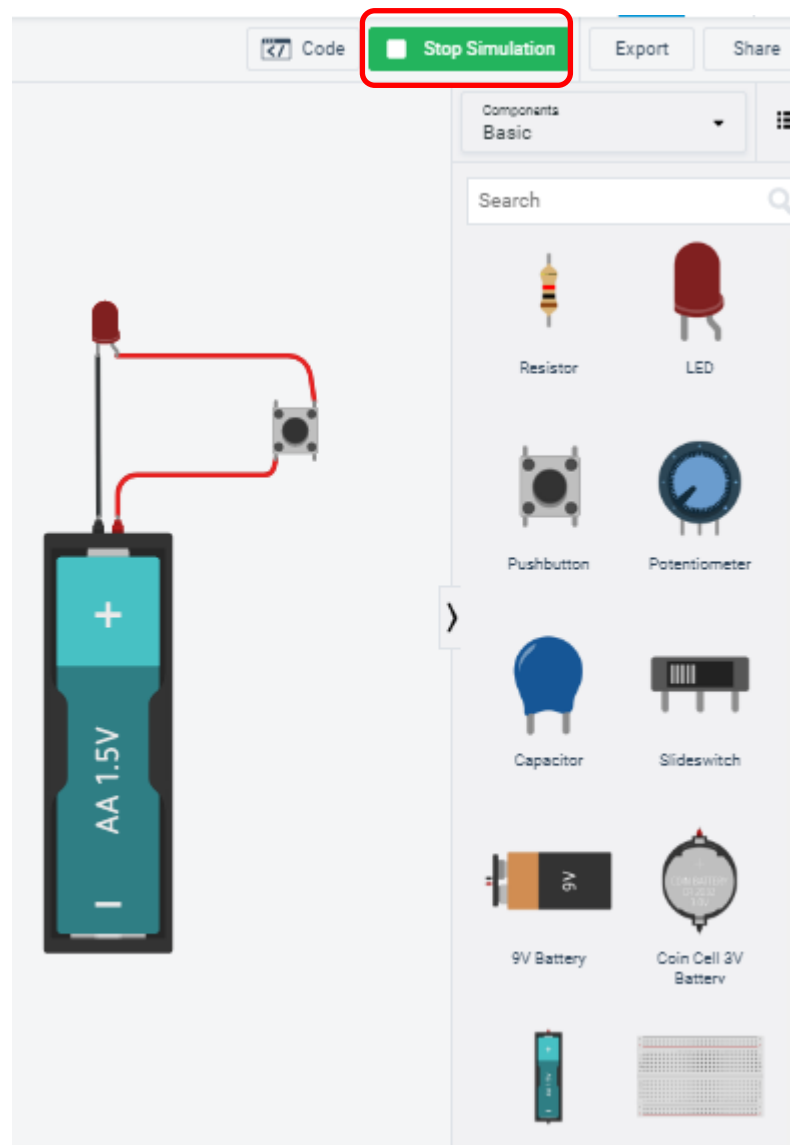 Code
Stop Simulation
Export
Share
Components
Basic
Search
Resistor
LED
Pushbutton
Potentiometer
Capacitor
Slideswitch
9V Battery
Coin Cell 3V
Battery
+
AA 1.5V
−
9V